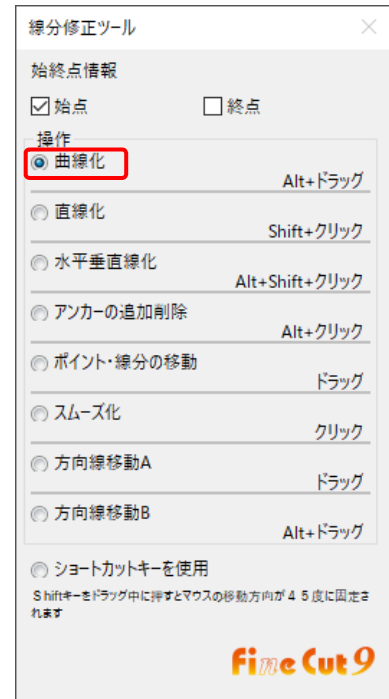 線分修正ツール
始終点情報
始点 終点
操作
曲線化
Alt+ドラッグ
直線化
Shift+クリック
水平垂直線化
Alt+Shift+クリック
アンカーの追加削除
Alt+クリック
ポイント・線分の移動
ドラッグ
スムーズ化
クリック
方向線移動A
ドラッグ
方向線移動B
Alt+ドラッグ
ショートカットキーを使用
Shiftキーをドラッグ中に押すとマウスの移動方向が45度に固定さ
れます
Fine Cut 9